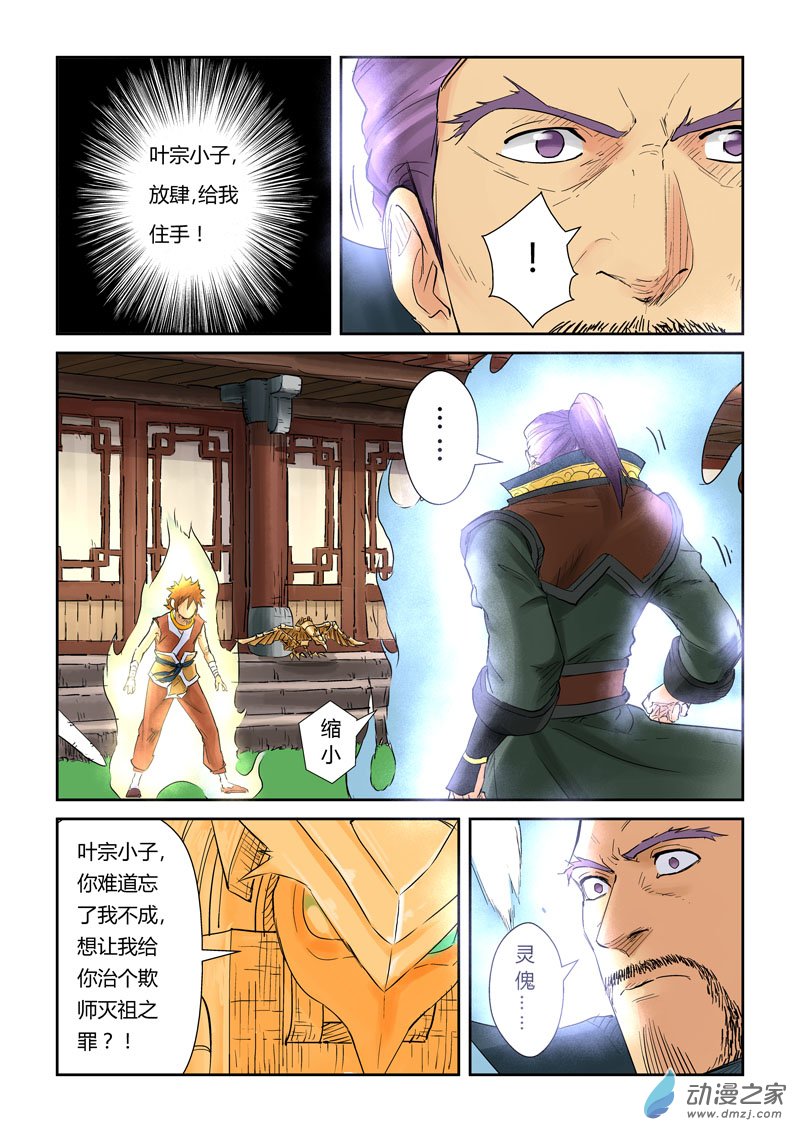 叶宗小子，
放肆，给我
住手！
！
……
缩
小
叶宗小子，
你难道忘
了我不成，
想让我给
你治个欺
师灭祖之
罪？！
灵
傀
……
动漫之家
www.dmzj.com